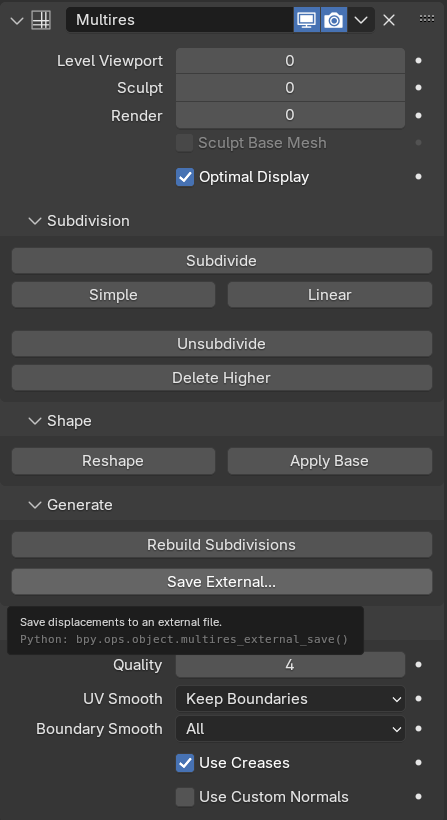 Multires
Level Viewport 0
Sculpt 0
Render 0
Sculpt Base Mesh
Optimal Display
Subdivision
Subdivide
Simple Linear
Unsubdivide
Delete Higher
Shape
Reshape Apply Base
Generate
Rebuild Subdivisions
Save External...
Save displacements to an external file.
Python: bpy.ops.object.multires_external_save()
Quality 4
UV Smooth Keep Boundaries
Boundary Smooth All
Use Creases
Use Custom Normals